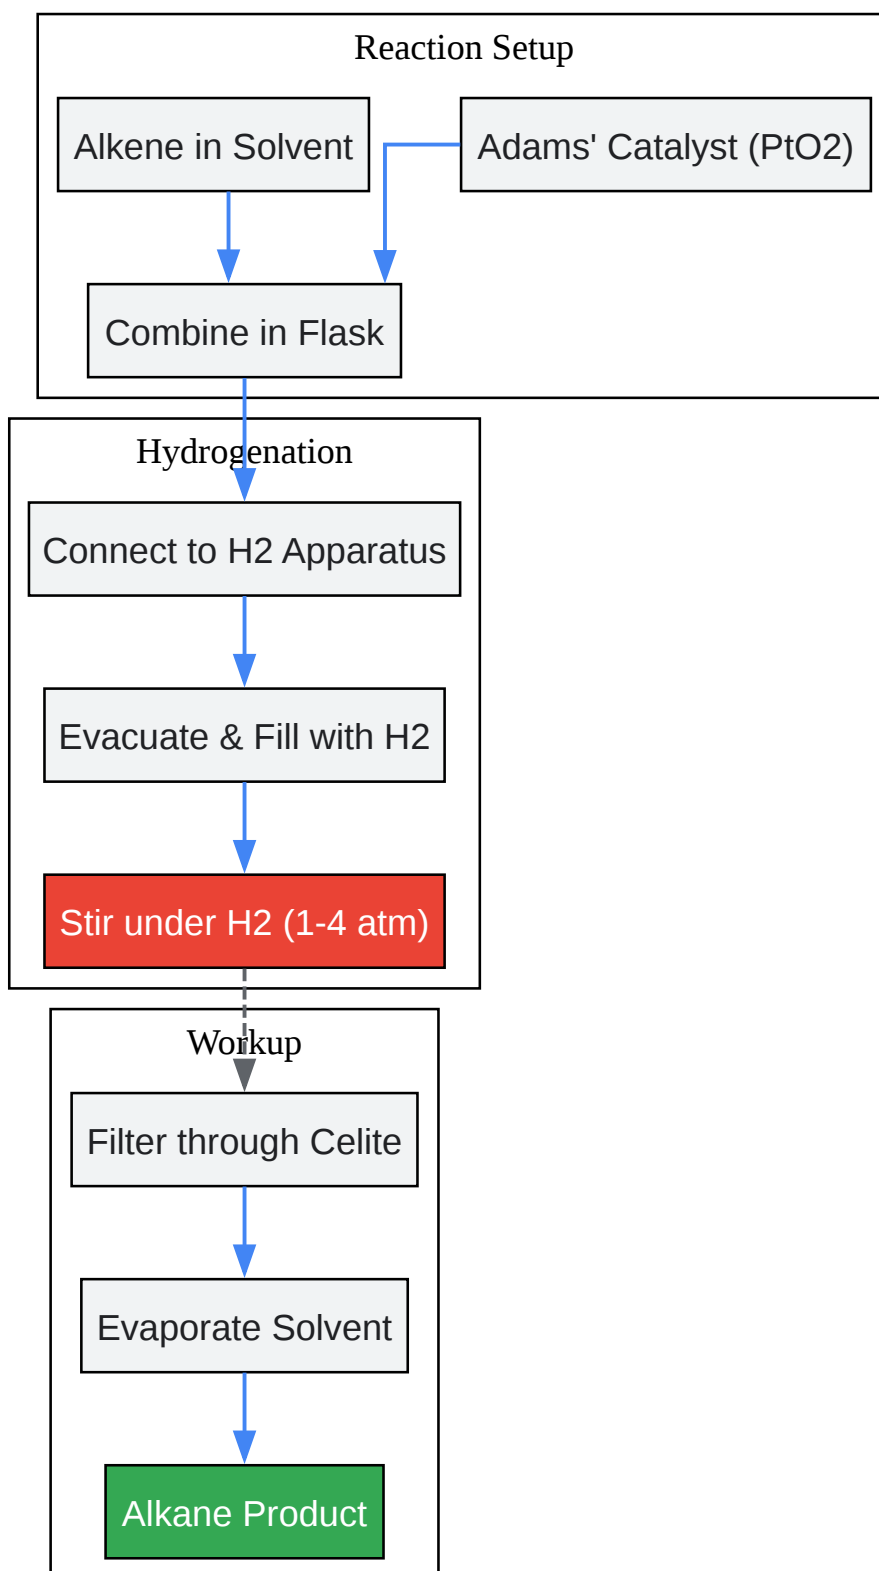 Reaction Setup
Alkene in Solvent
Adams' Catalyst (PtO2)
Combine in Flask
Hydrogenation
Connect to H2 Apparatus
Evacuate & Fill with H2
Stir under H2 (1-4 atm)
Workup
Filter through Celite
Evaporate Solvent
Alkane Product